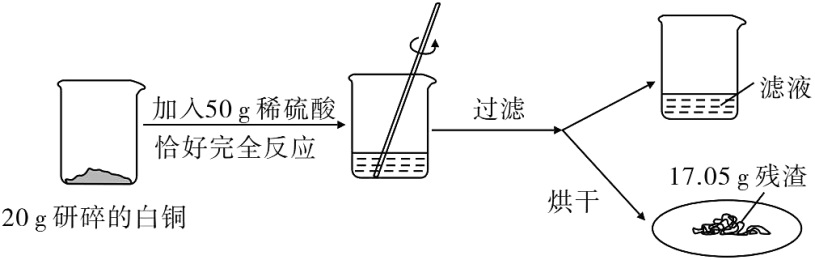 20 g 研碎的白铜
加入50 g 稀硫酸
恰好完全反应
过滤
滤液
烘干
17.05 g 残渣